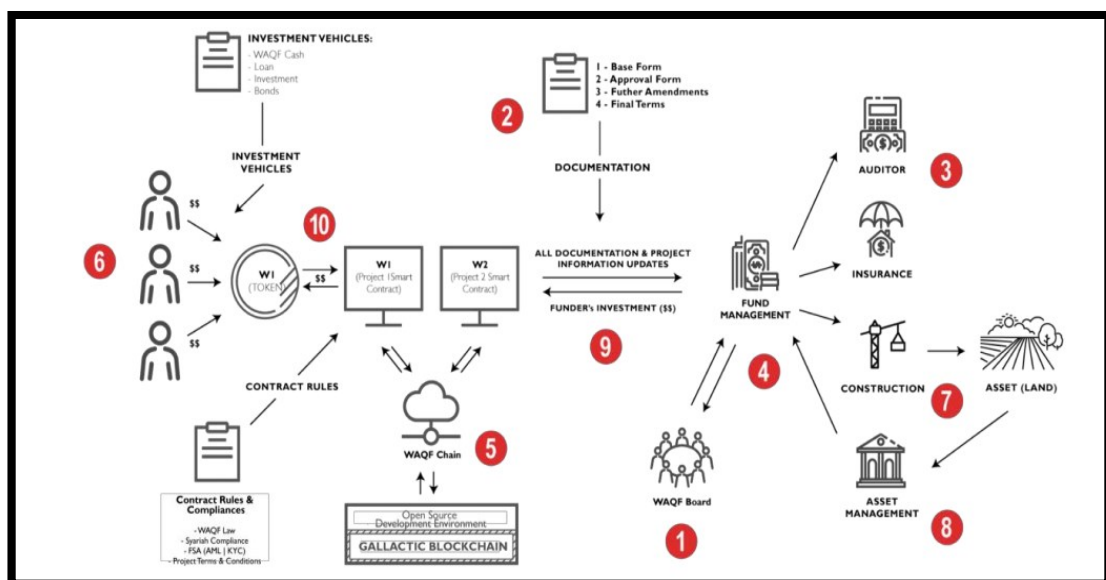 INVESTMENT VEHICLES:
- WAQF Cash
- Loan
- Investment
- Bonds
INVESTMENT
VEHICLES
2
1 - Base Form
2 - Approval Form
3 - Futher Amendments
4 - Final Terms
DOCUMENTATION
AUDITOR
3
INSURANCE
6
$$
$$
$$
W1
(TOKEN)
10
$$
W1
(Project 1Smart
Contract)
W2
(Project 2 Smart
Contract)
ALL DOCUMENTATION & PROJECT
INFORMATION UPDATES
FUNDER'S INVESTMENT ($$)
9
FUND
MANAGEMENT
4
CONSTRUCTION
7
ASSET (LAND)
CONTRACT RULES
WAQF Chain
5
WAQF Board
1
ASSET
MANAGEMENT
8
Contract Rules &
Compliances
- WAQF Law
- Syariah Compliance
- FSA (AML | KYC)
- Project Terms & Conditions
Open Source
Development Environment
GALLACTIC BLOCKCHAIN